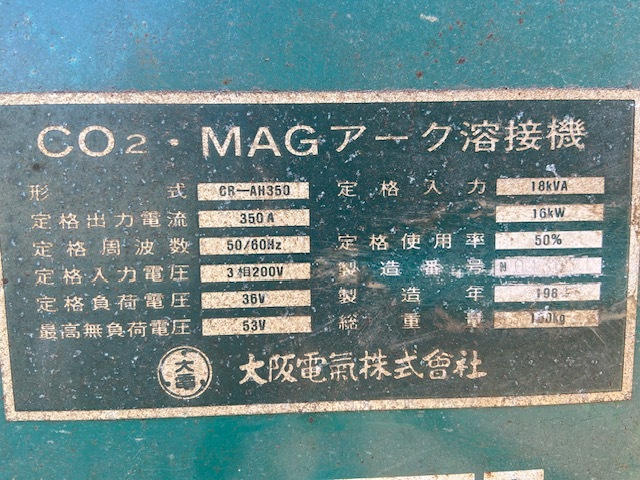 CO2・MAGアーク溶接機
形式 CR-AH350 定格入力 18kVA
定格出力電流 350A 16kW
定格周波数 50/60Hz 定格使用率 50%
定格入力電圧 3相200V 製造番号
定格負荷電圧 36V 製造年 198
最高無負荷電圧 53V 総重量
大阪電氣株式會社